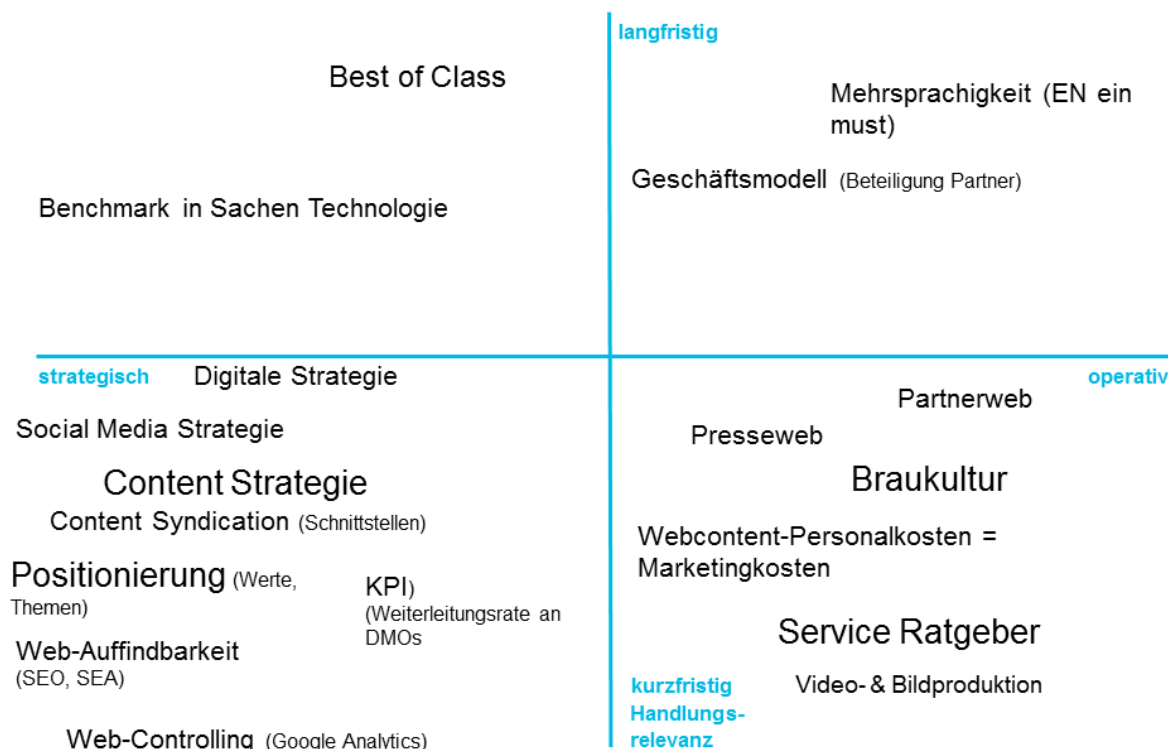 langfristig
Best of Class
Mehrsprachigkeit (EN ein
must)
Geschäftsmodell (Beteiligung Partner)
Benchmark in Sachen Technologie
strategisch
Digitale Strategie
operativ
Partnerweb
Social Media Strategie
Presseweb
Content Strategie
Braukultur
Content Syndication (Schnittstellen)
Webcontent-Personalkosten =
Marketingkosten
Positionierung (Werte,
Themen)
KPI)
(Weiterleitungsrate an
DMOs
Service Ratgeber
Web-Auffindbarkeit
(SEO, SEA)
kurzfristig
Handlungs-
relevanz
Video- & Bildproduktion
Web-Controlling (Google Analytics)